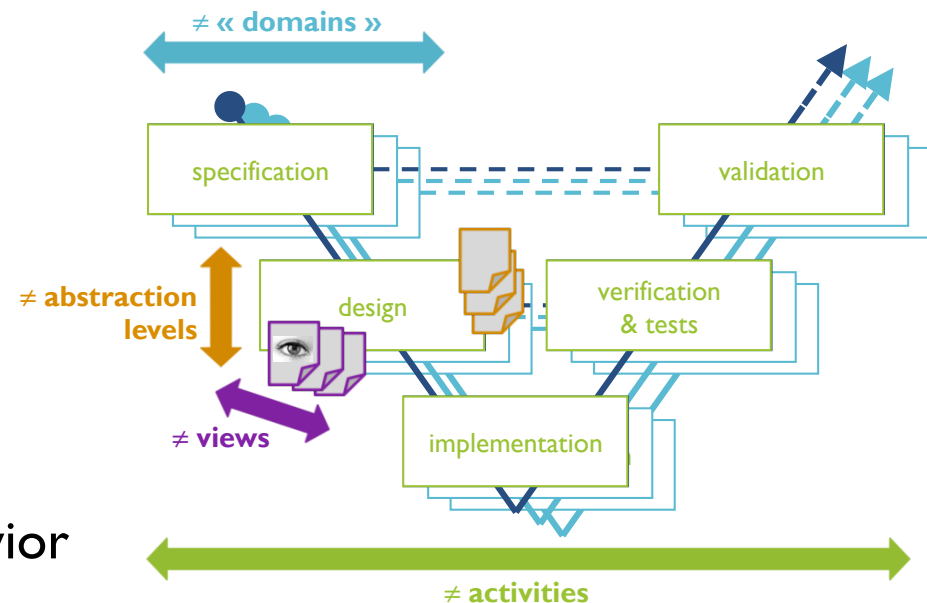 ≠ « domains »
specification
validation
≠ abstraction
levels
design
verification
& tests
≠ views
implementation
vior
≠ activities